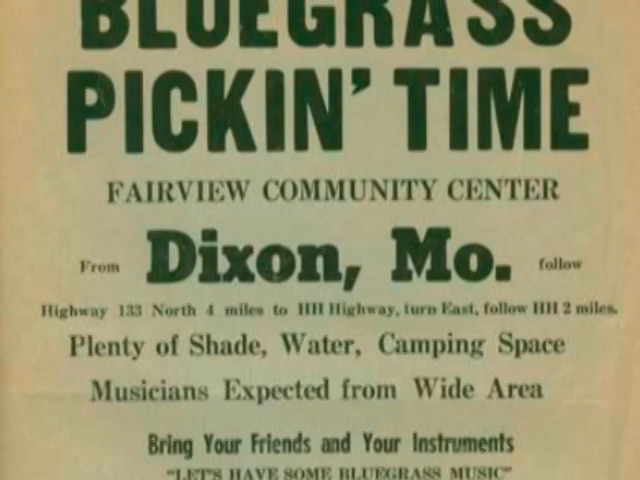 BLUEGRASS
PICKIN' TIME
FAIRVIEW COMMUNITY CENTER
From Dixon, Mo. follow
Highway 133 North 4 miles to HH Highway, turn East, follow HH 2 miles.
Plenty of Shade, Water, Camping Space
Musicians Expected from Wide Area
Bring Your Friends and Your Instruments
"LET'S HAVE SOME BLUEGRASS MUSIC"